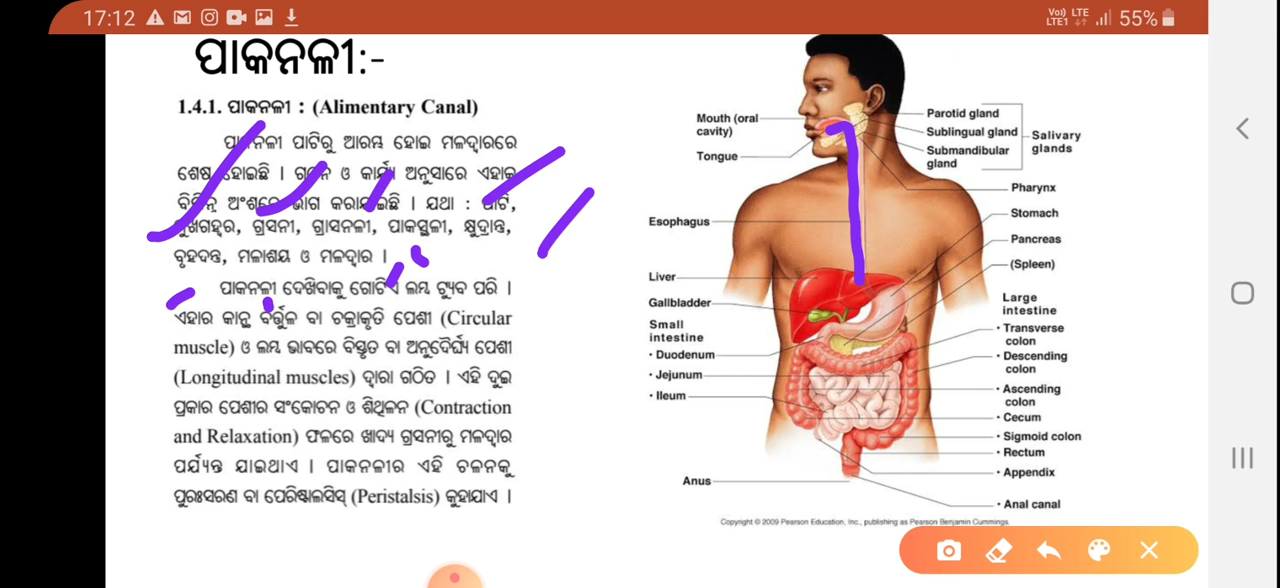 17:12
Vo)) LTE
LTE1
55%
ପାକନଳୀ:-
1.4.1. ପାକନଳୀ : (Alimentary Canal)
ପାକନଳୀ ପାଟିରୁ ଆରମ୍ଭ ହୋଇ ମଳଦ୍ୱାରରେ
ଶେଷ ହୋଇଛି । ଗଠନ ଓ କାର୍ଯ୍ୟ ଅନୁସାରେ ଏହାକୁ
ବିଭିନ୍ନ ଅଂଶରେ ଭାଗ କରାଯାଇଛି । ଯଥା : ପାଟି,
ମୁଖଗହ୍ୱର, ଗ୍ରସନୀ, ଗ୍ରାସନଳୀ, ପାକସ୍ଥଳୀ, କ୍ଷୁଦ୍ରାନ୍ତ,
ବୃହଦନ୍ତ, ମଳାଶୟ ଓ ମଳଦ୍ୱାର ।
ପାକନଳୀ ଦେଖିବାକୁ ଗୋଟିଏ ଲମ୍ବ ଟ୍ୟୁବ ପରି ।
ଏହାର କାନ୍ଥ ବର୍ତ୍ତୁଳ ବା ଚକ୍ରାକୃତି ପେଶୀ (Circular
muscle) ଓ ଲମ୍ବ ଭାବରେ ବିସ୍ତୃତ ବା ଅନୁଦୈର୍ଘ୍ୟ ପେଶୀ
(Longitudinal muscles) ଦ୍ୱାରା ଗଠିତ । ଏହି ଦୁଇ
ପ୍ରକାର ପେଶୀର ସଂକୋଚନ ଓ ଶିଥିଳନ (Contraction
and Relaxation) ଫଳରେ ଖାଦ୍ୟ ଗ୍ରସନୀରୁ ମଳଦ୍ୱାର
ପର୍ଯ୍ୟନ୍ତ ଯାଇଥାଏ । ପାକନଳୀର ଏହି ଚଳନକୁ
ପୁରଃସରଣ ବା ପେରିଷ୍ଟାଲସିସ୍ (Peristalsis) କୁହାଯାଏ ।
Mouth (oral
cavity)
Tongue
Esophagus
Liver
Gallbladder
Small
intestine
• Duodenum
• Jejunum
• Ileum
Anus
Parotid gland
Sublingual gland
Submandibular
gland
Salivary
glands
Pharynx
Stomach
Pancreas
(Spleen)
Large
intestine
• Transverse
colon
• Descending
colon
• Ascending
colon
• Cecum
• Sigmoid colon
• Rectum
• Appendix
• Anal canal
Copyright © 2009 Pearson Education, Inc., publishing as Pearson Benjamin Cummings.